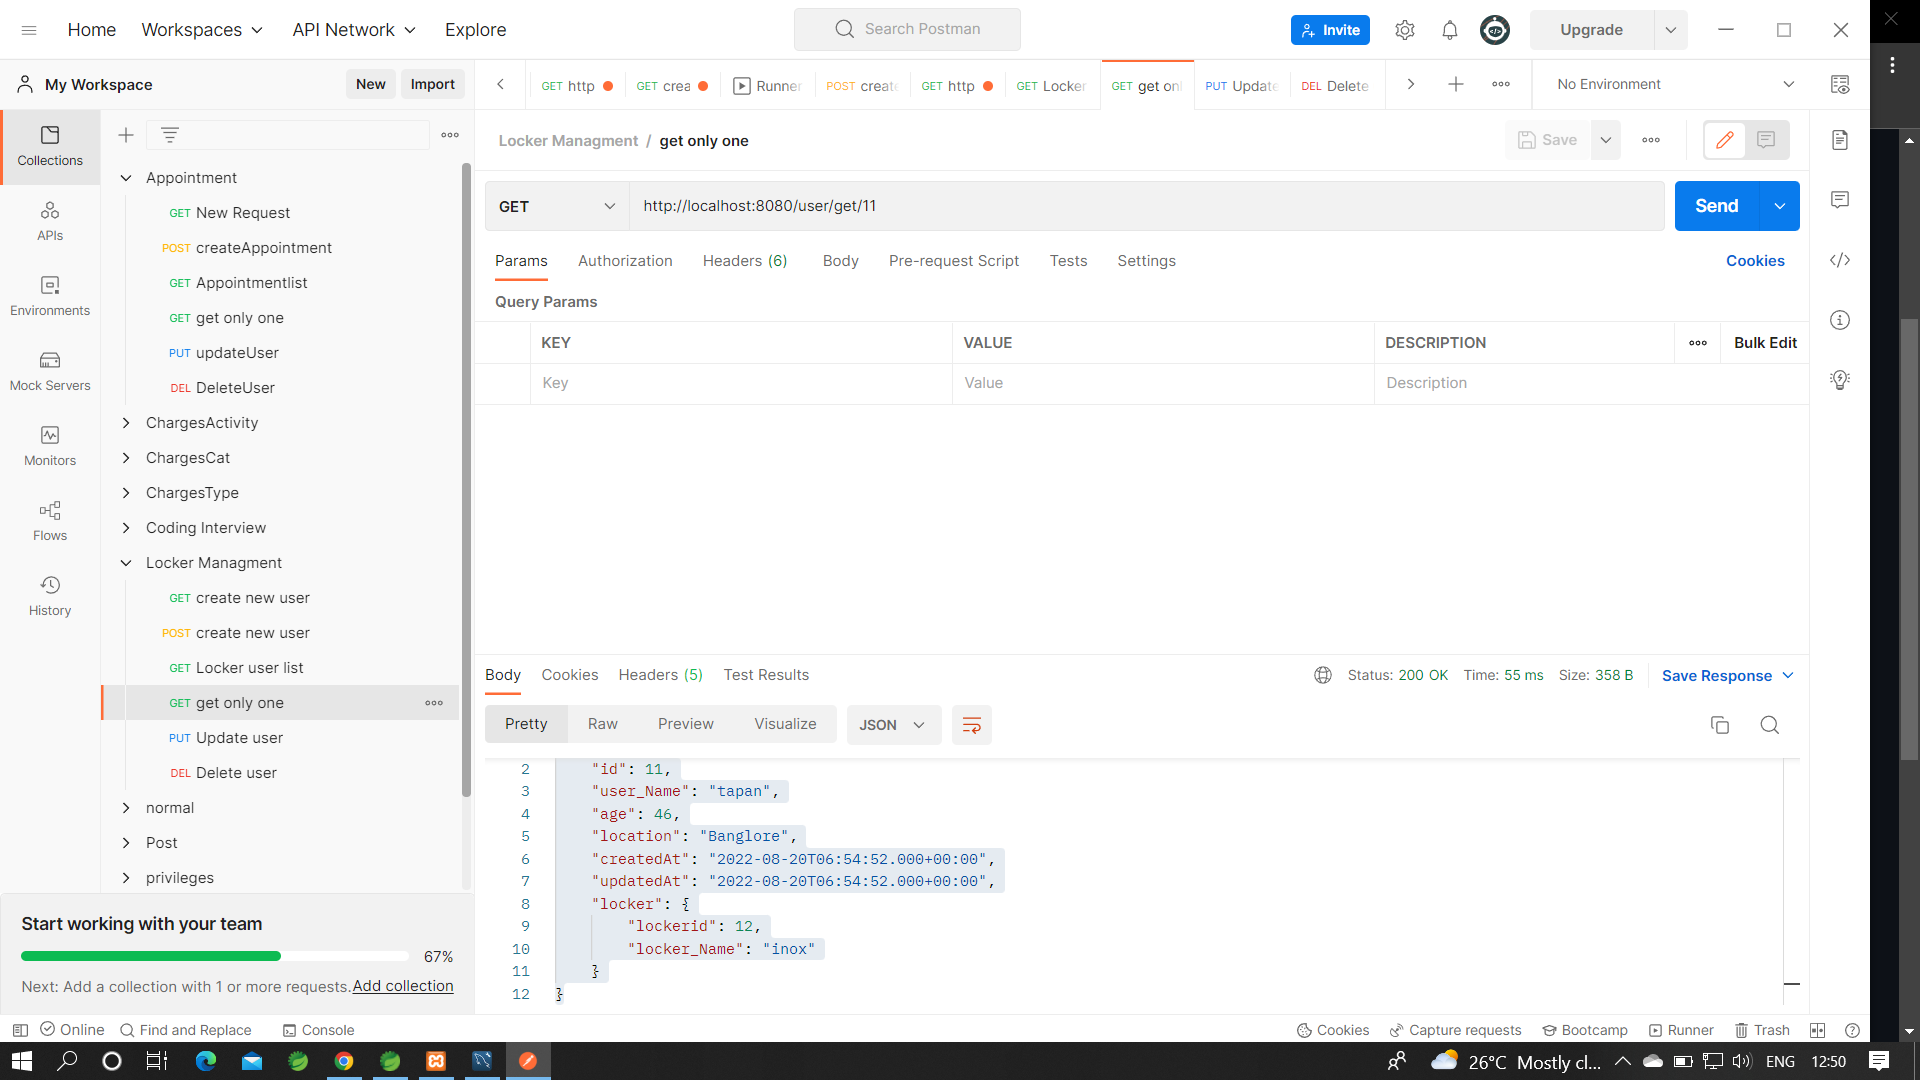 Home Workspaces API Network Explore
Search Postman
Invite
Upgrade
My Workspace New Import
GET http GET crea Runner POST create GET http GET Locker GET get onl PUT Update DEL Delete
No Environment
Collections
APIs
Environments
Mock Servers
Monitors
Flows
History
Appointment
GET New Request
POST createAppointment
GET Appointmentlist
GET get only one
PUT updateUser
DEL DeleteUser
ChargesActivity
ChargesCat
ChargesType
Coding Interview
Locker Managment
GET create new user
POST create new user
GET Locker user list
GET get only one
PUT Update user
DEL Delete user
normal
Post
privileges
Start working with your team
67%
Next: Add a collection with 1 or more requests. Add collection
Locker Managment / get only one
Save
GET http://localhost:8080/user/get/11
Send
Params Authorization Headers (6) Body Pre-request Script Tests Settings
Cookies
Query Params
KEY VALUE DESCRIPTION Bulk Edit
Key Value Description
Body Cookies Headers (5) Test Results
Status: 200 OK Time: 55 ms Size: 358 B Save Response
Pretty Raw Preview Visualize JSON
2 "id": 11,
3 "user_Name": "tapan",
4 "age": 46,
5 "location": "Banglore",
6 "createdAt": "2022-08-20T06:54:52.000+00:00",
7 "updatedAt": "2022-08-20T06:54:52.000+00:00",
8 "locker": {
9 "lockerid": 12,
10 "locker_Name": "inox"
11 }
12 }
Online Find and Replace Console
Cookies Capture requests Bootcamp Runner Trash
26°C Mostly cl... ENG 12:50